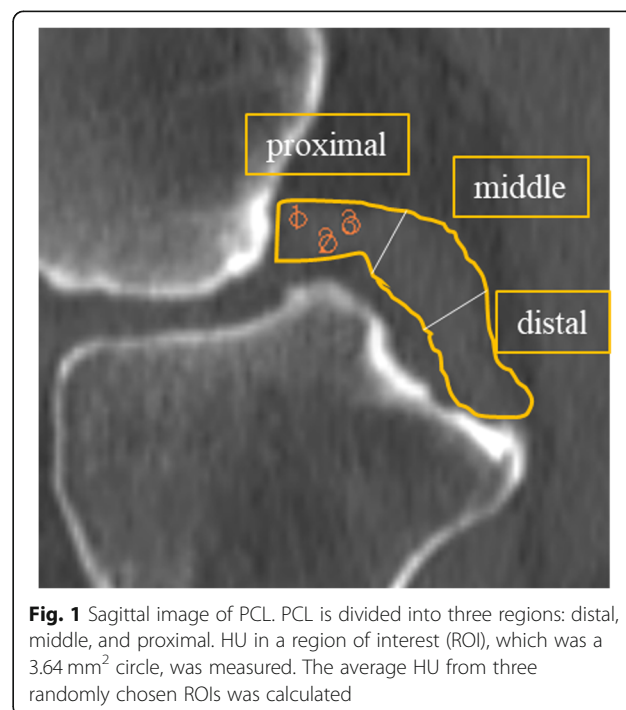 proximal
middle
distal
1
2
3
Fig. 1 Sagittal image of PCL. PCL is divided into three regions: distal,
middle, and proximal. HU in a region of interest (ROI), which was a
3.64 mm² circle, was measured. The average HU from three
randomly chosen ROIs was calculated